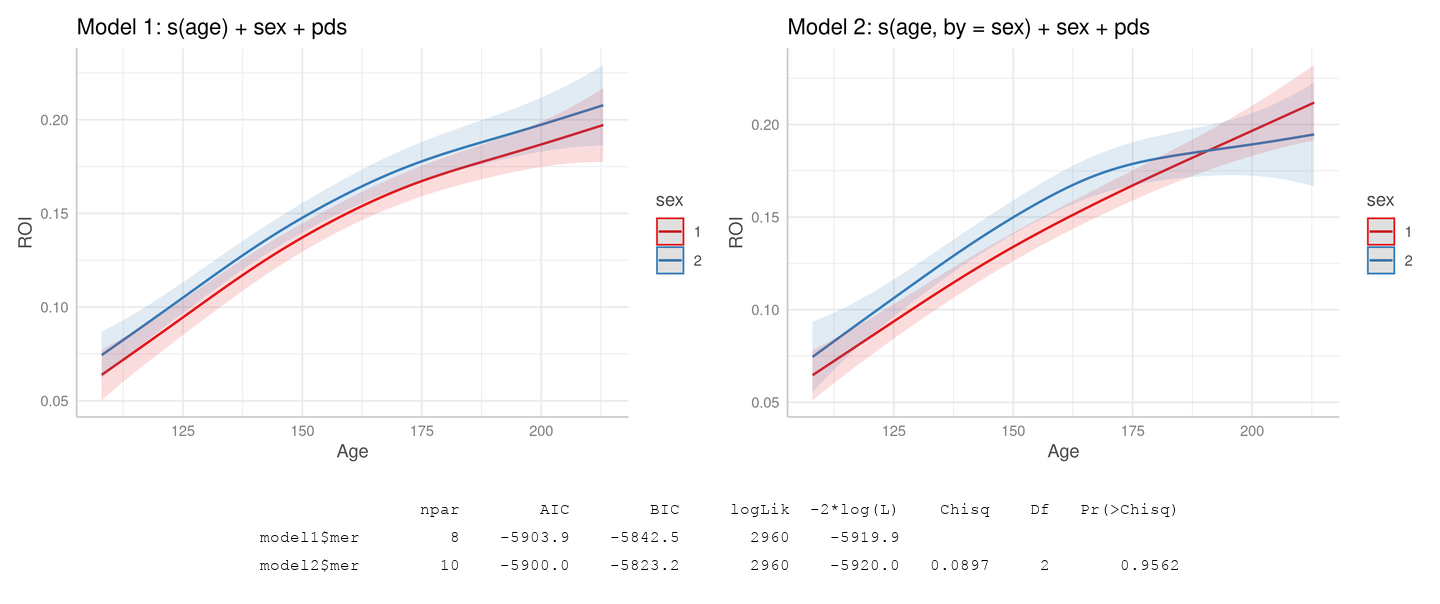 Model 1: s(age) + sex + pds
0.20
0.15
0.10
0.05
ROI
125 150 175 200
Age
sex
1
2
Model 2: s(age, by = sex) + sex + pds
0.20
0.15
0.10
0.05
ROI
125 150 175 200
Age
sex
1
2
npar AIC BIC logLik -2*log(L) Chisq Df Pr(>Chisq)
model1$mer 8 -5903.9 -5842.5 2960 -5919.9
model2$mer 10 -5900.0 -5823.2 2960 -5920.0 0.0897 2 0.9562